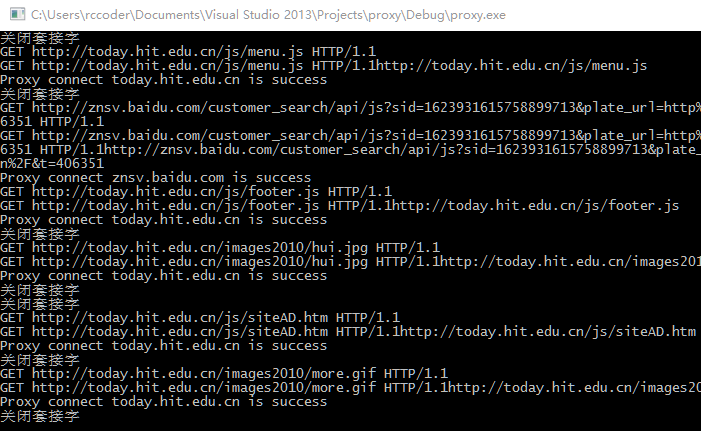 C:\Users\rccoder\Documents\Visual Studio 2013\Projects\proxy\Debug\proxy.exe
关闭套接字
GET http://today.hit.edu.cn/js/menu.js HTTP/1.1
GET http://today.hit.edu.cn/js/menu.js HTTP/1.1http://today.hit.edu.cn/js/menu.js
Proxy connect today.hit.edu.cn is success
关闭套接字
GET http://znsv.baidu.com/customer_search/api/js?sid=1623931615758899713&plate_url=http%
6351 HTTP/1.1
GET http://znsv.baidu.com/customer_search/api/js?sid=1623931615758899713&plate_url=http%
6351 HTTP/1.1http://znsv.baidu.com/customer_search/api/js?sid=1623931615758899713&plate_
n%2F&t=406351
Proxy connect znsv.baidu.com is success
GET http://today.hit.edu.cn/js/footer.js HTTP/1.1
GET http://today.hit.edu.cn/js/footer.js HTTP/1.1http://today.hit.edu.cn/js/footer.js
Proxy connect today.hit.edu.cn is success
关闭套接字
GET http://today.hit.edu.cn/images2010/hui.jpg HTTP/1.1
GET http://today.hit.edu.cn/images2010/hui.jpg HTTP/1.1http://today.hit.edu.cn/images201
Proxy connect today.hit.edu.cn is success
关闭套接字
关闭套接字
GET http://today.hit.edu.cn/js/siteAD.htm HTTP/1.1
GET http://today.hit.edu.cn/js/siteAD.htm HTTP/1.1http://today.hit.edu.cn/js/siteAD.htm
Proxy connect today.hit.edu.cn is success
关闭套接字
GET http://today.hit.edu.cn/images2010/more.gif HTTP/1.1
GET http://today.hit.edu.cn/images2010/more.gif HTTP/1.1http://today.hit.edu.cn/images20
Proxy connect today.hit.edu.cn is success
关闭套接字